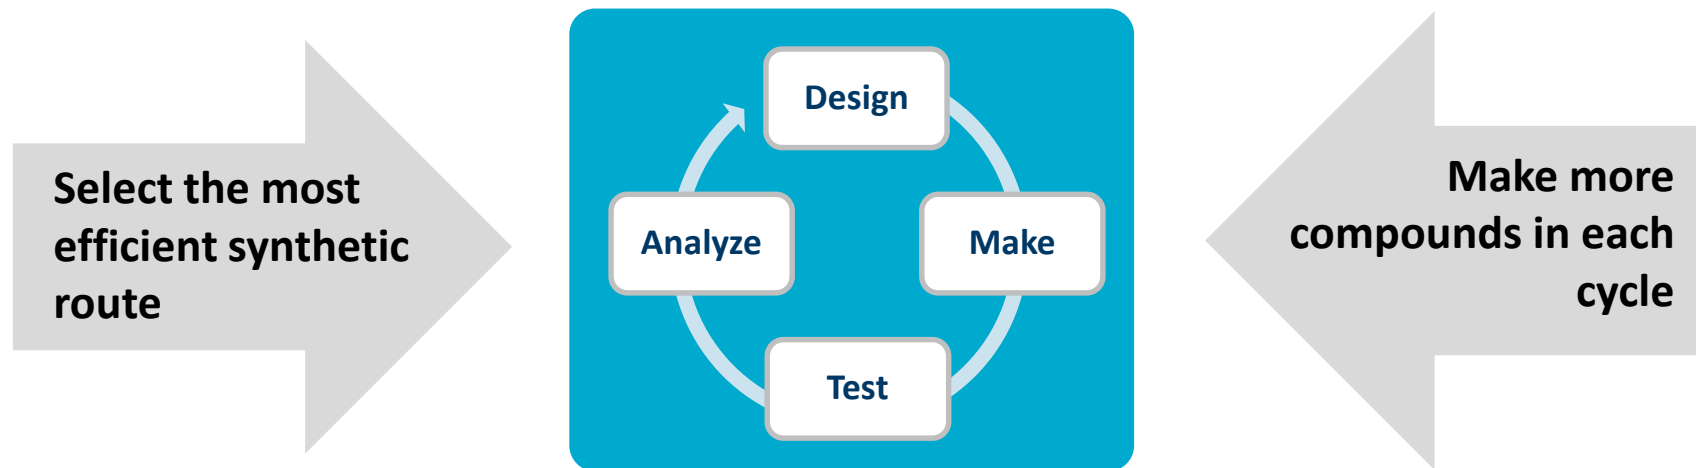 Select the most
efficient synthetic
route
Design
Analyze
Make
Test
Make more
compounds in each
cycle